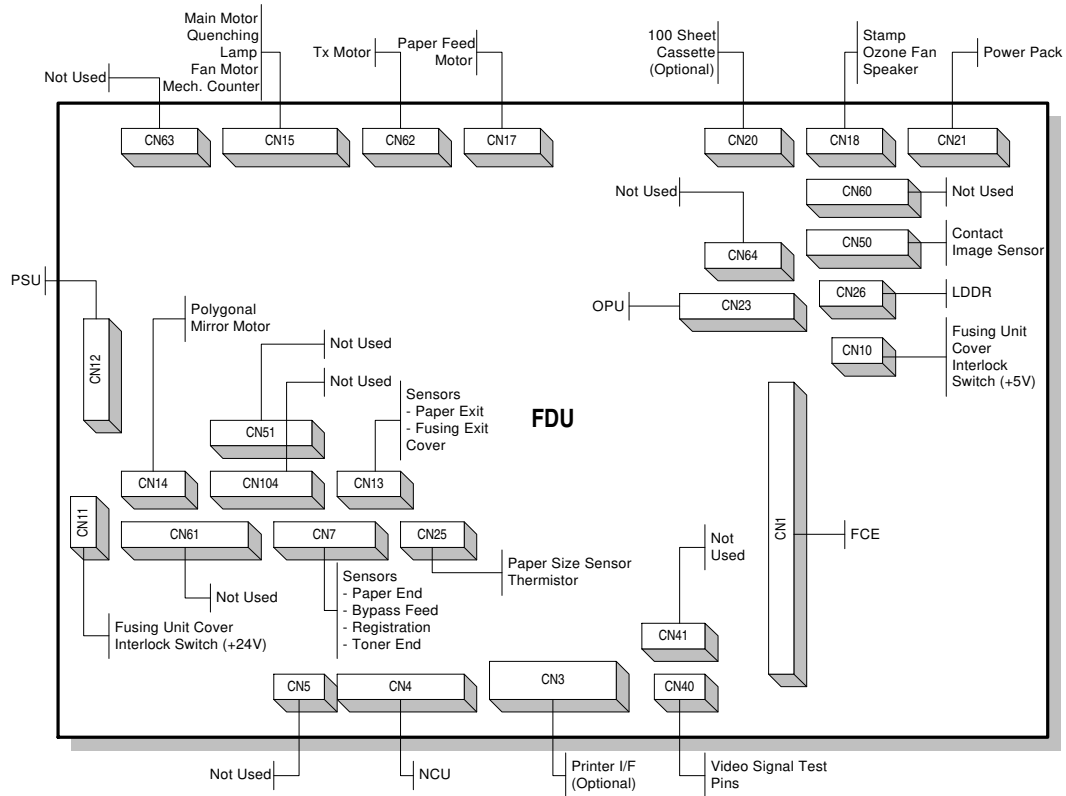 Main Motor
Quenching
Lamp
Fan Motor
Mech. Counter
Not Used
Tx Motor
Paper Feed
Motor
100 Sheet
Cassette
(Optional)
Stamp
Ozone Fan
Speaker
Power Pack
CN63
CN15
CN62
CN17
CN20
CN18
CN21
Not Used
CN60
Not Used
CN64
CN50
Contact
Image Sensor
PSU
OPU
CN23
CN26
LDDR
CN12
Polygonal
Mirror Motor
CN10
Fusing Unit
Cover
Interlock
Switch (+5V)
Not Used
Not Used
CN51
Sensors
- Paper Exit
- Fusing Exit
Cover
FDU
CN14
CN104
CN13
CN11
CN61
CN7
CN25
Not
Used
CN1
FCE
Paper Size Sensor
Thermistor
Not Used
Sensors
- Paper End
- Bypass Feed
- Registration
- Toner End
Fusing Unit Cover
Interlock Switch (+24V)
CN41
CN5
CN4
CN3
CN40
Not Used
NCU
Printer I/F
(Optional)
Video Signal Test
Pins